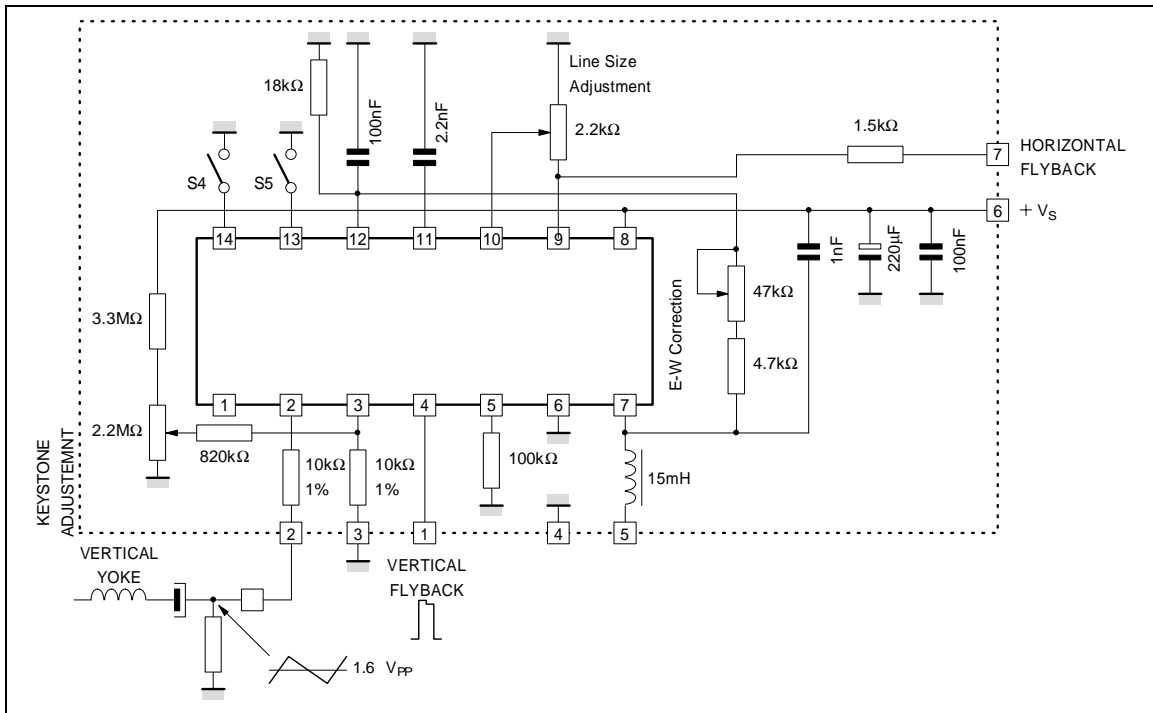 18kΩ
100nF
2.2nF
Line Size
Adjustment
2.2kΩ
1.5kΩ
7
HORIZONTAL
FLYBACK
S4
S5
6
+ VS
14
13
12
11
10
9
8
1nF
220µF
100nF
3.3MΩ
47kΩ
E-W Correction
4.7kΩ
1
2
3
4
5
6
7
2.2MΩ
820kΩ
KEYSTONE
ADJUSTEMNT
10kΩ
1%
10kΩ
1%
100kΩ
15mH
2
3
1
4
5
VERTICAL
YOKE
VERTICAL
FLYBACK
1.6 VPP